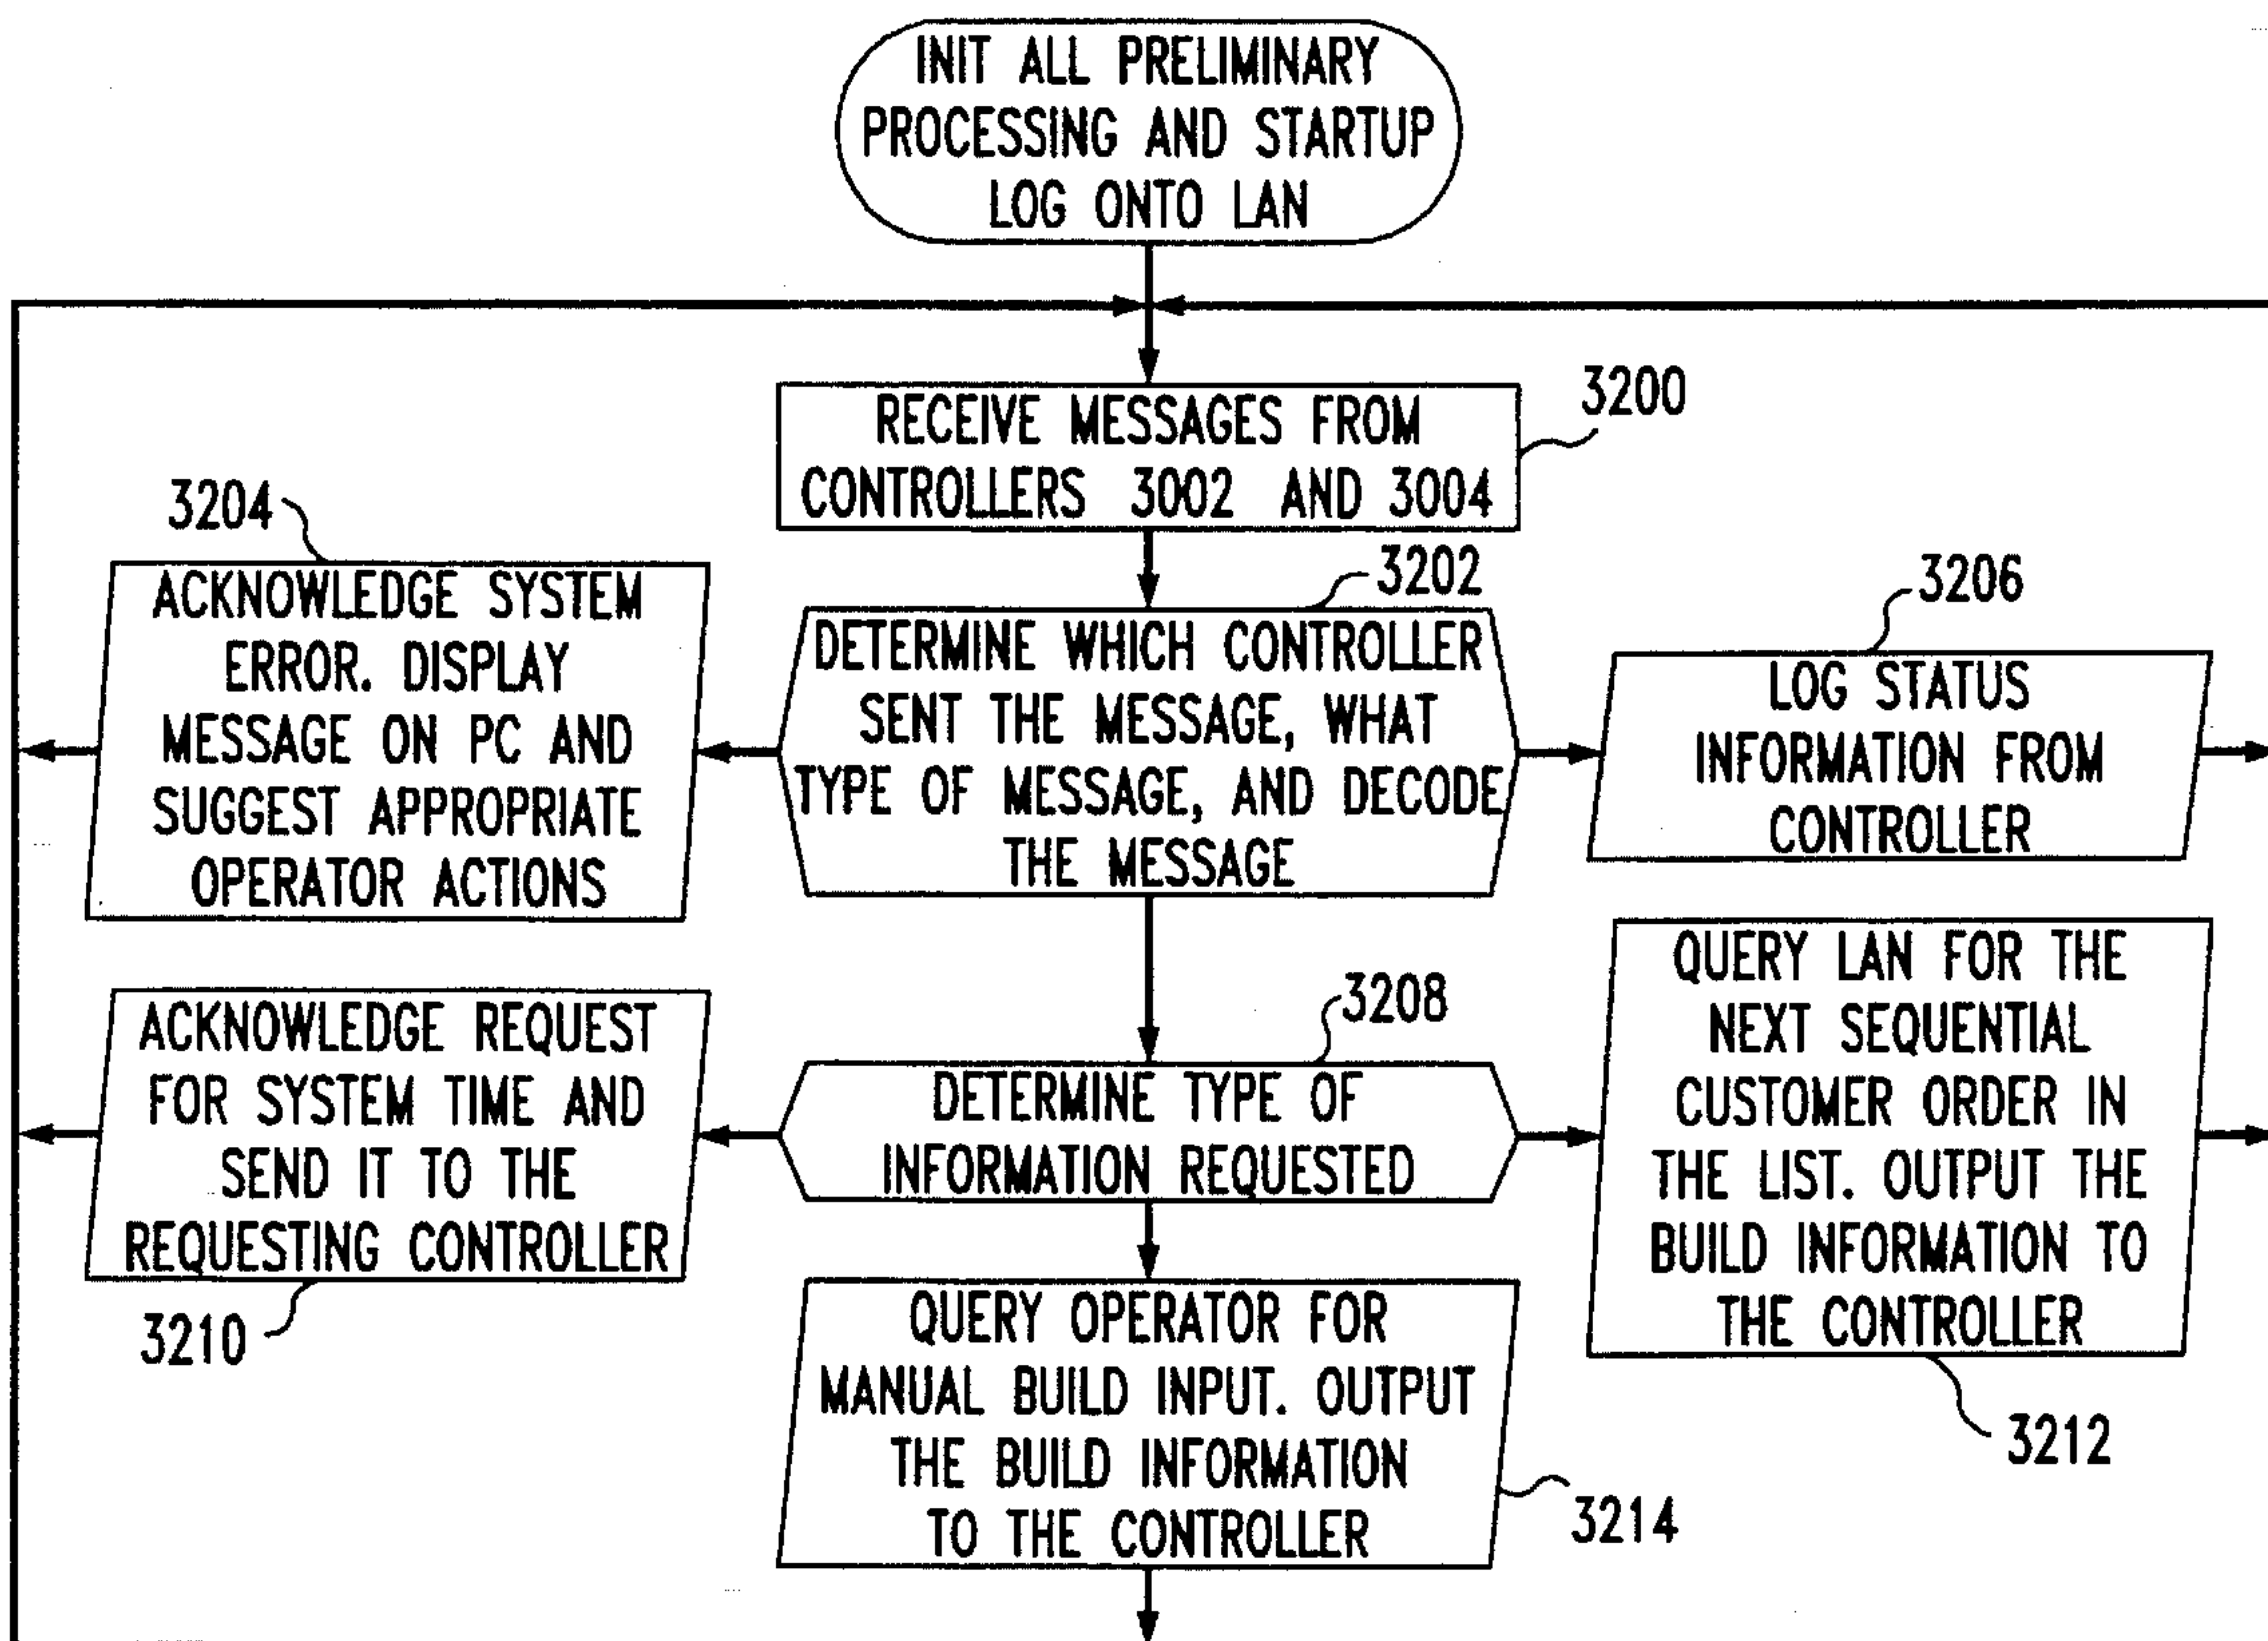 INIT ALL PRELIMINARY
PROCESSING AND STARTUP
LOG ONTO LAN
3200
RECEIVE MESSAGES FROM
CONTROLLERS 3002 AND 3004
3204
ACKNOWLEDGE SYSTEM
ERROR. DISPLAY
MESSAGE ON PC AND
SUGGEST APPROPRIATE
OPERATOR ACTIONS
3202
DETERMINE WHICH CONTROLLER
SENT THE MESSAGE, WHAT
TYPE OF MESSAGE, AND DECODE
THE MESSAGE
3206
LOG STATUS
INFORMATION FROM
CONTROLLER
ACKNOWLEDGE REQUEST
FOR SYSTEM TIME AND
SEND IT TO THE
REQUESTING CONTROLLER
3210
3208
DETERMINE TYPE OF
INFORMATION REQUESTED
QUERY LAN FOR THE
NEXT SEQUENTIAL
CUSTOMER ORDER IN
THE LIST. OUTPUT THE
BUILD INFORMATION TO
THE CONTROLLER
3212
QUERY OPERATOR FOR
MANUAL BUILD INPUT. OUTPUT
THE BUILD INFORMATION
TO THE CONTROLLER
3214